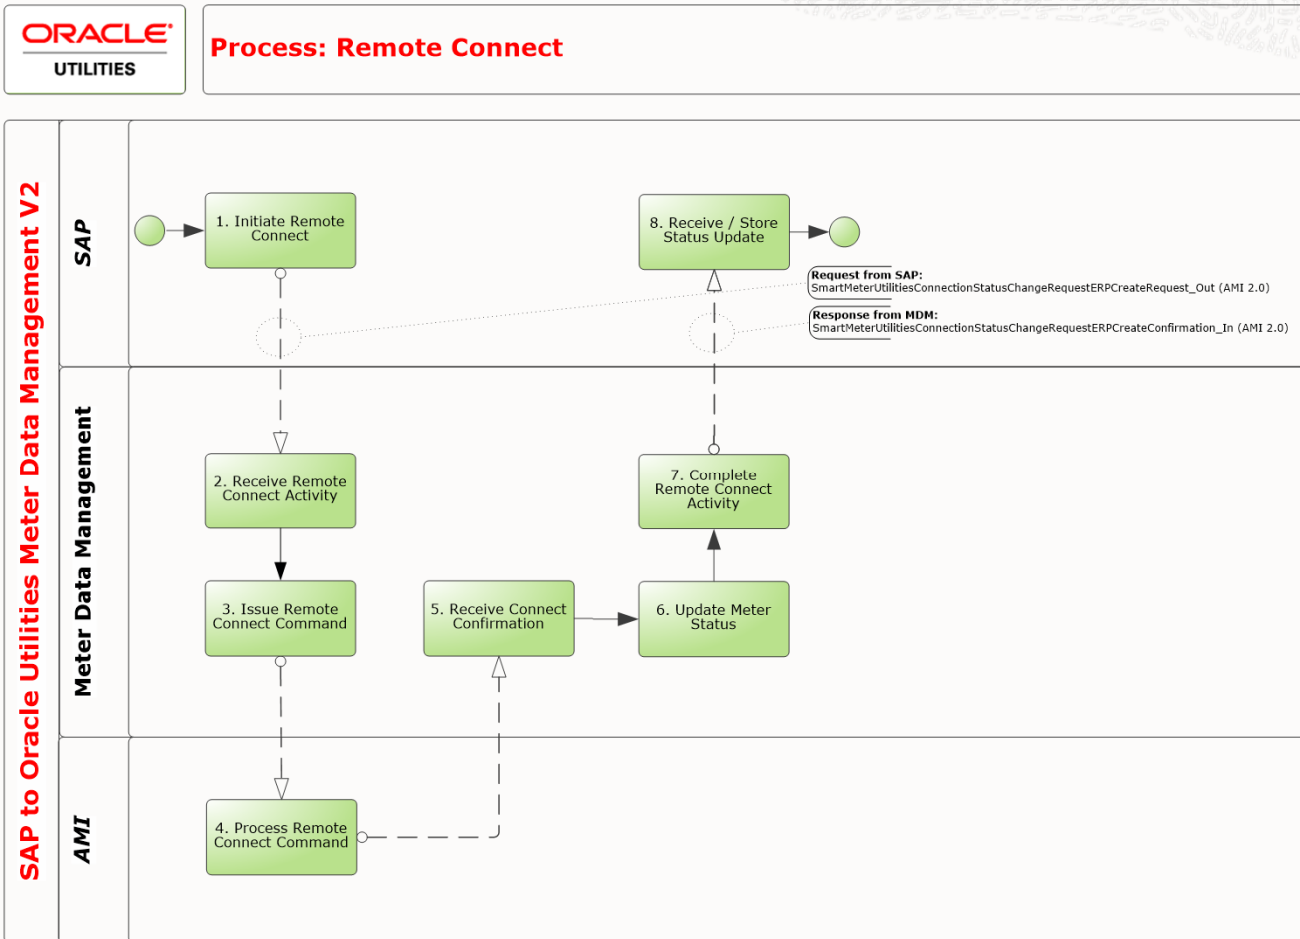 ORACLE
UTILITIES
Process: Remote Connect
SAP to Oracle Utilities Meter Data Management V2
SAP
1. Initiate Remote
Connect
8. Receive / Store
Status Update
Request from SAP:
SmartMeterUtilitiesConnectionStatusChangeRequestERPCreateRequest_Out (AMI 2.0)
Response from MDM:
SmartMeterUtilitiesConnectionStatusChangeRequestERPCreateConfirmation_In (AMI 2.0)
Meter Data Management
2. Receive Remote
Connect Activity
7. Complete
Remote Connect
Activity
3. Issue Remote
Connect Command
5. Receive Connect
Confirmation
6. Update Meter
Status
AMI
4. Process Remote
Connect Command